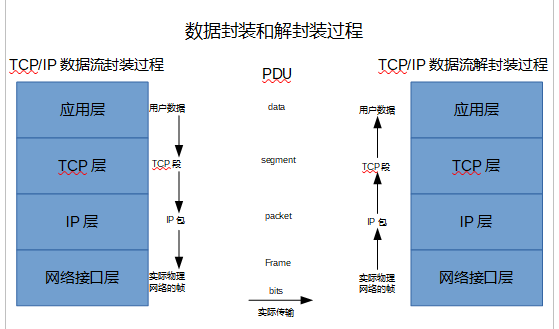 数据封装和解封装过程
TCP/IP 数据流封装过程
PDU
TCP/IP 数据流解封装过程
应用层
用户数据
data
用户数据
应用层
TCP 层
TCP 段
segment
TCP 段
TCP 层
IP 层
IP 包
packet
IP 包
IP 层
Frame
网络接口层
实际物理
网络的帧
bits
实际传输
实际物理
网络的帧
网络接口层